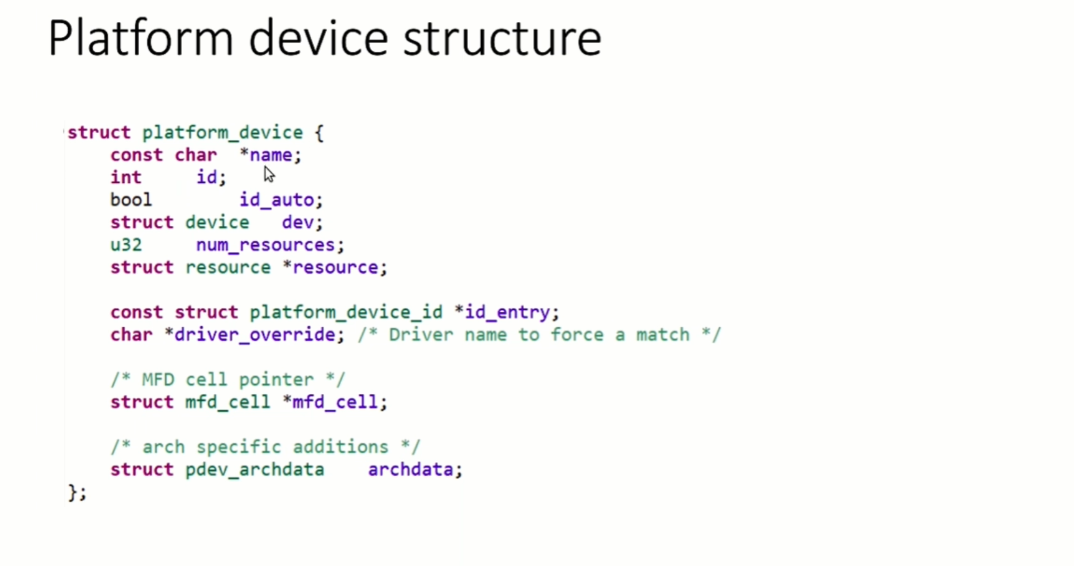 Platform device structure
struct platform_device {
const char *name;
int id;
bool id_auto;
struct device dev;
u32 num_resources;
struct resource *resource;
const struct platform_device_id *id_entry;
char *driver_override; /* Driver name to force a match */
/* MFD cell pointer */
struct mfd_cell *mfd_cell;
/* arch specific additions */
struct pdev_archdata archdata;
};